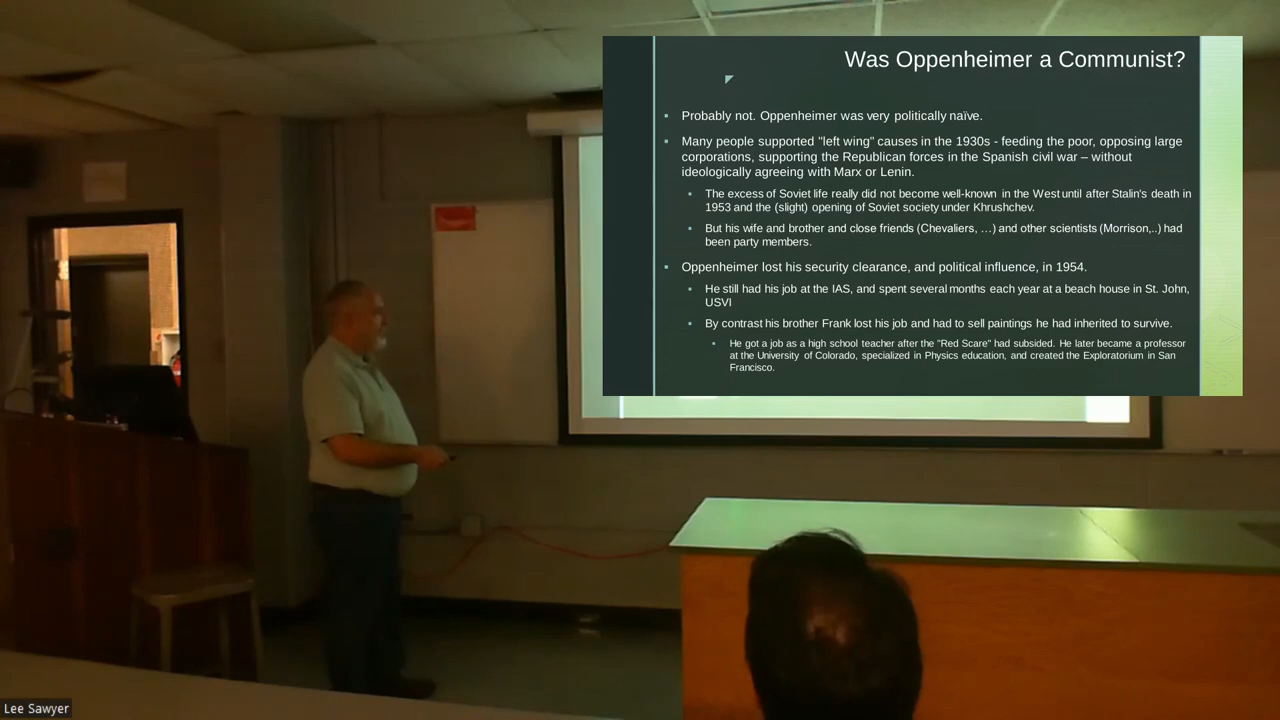 Was Oppenheimer a Communist?
▪ Probably not. Oppenheimer was very politically naïve.
▪ Many people supported "left wing" causes in the 1930s - feeding the poor, opposing large
corporations, supporting the Republican forces in the Spanish civil war – without
ideologically agreeing with Marx or Lenin.
▪ The excess of Soviet life really did not become well-known in the West until after Stalin's death in
1953 and the (slight) opening of Soviet society under Khrushchev.
▪ But his wife and brother and close friends (Chevaliers, …) and other scientists (Morrison,..) had
been party members.
▪ Oppenheimer lost his security clearance, and political influence, in 1954.
▪ He still had his job at the IAS, and spent several months each year at a beach house in St. John,
USVI
▪ By contrast his brother Frank lost his job and had to sell paintings he had inherited to survive.
▪ He got a job as a high school teacher after the "Red Scare" had subsided. He later became a professor
at the University of Colorado, specialized in Physics education, and created the Exploratorium in San
Francisco.
Lee Sawyer